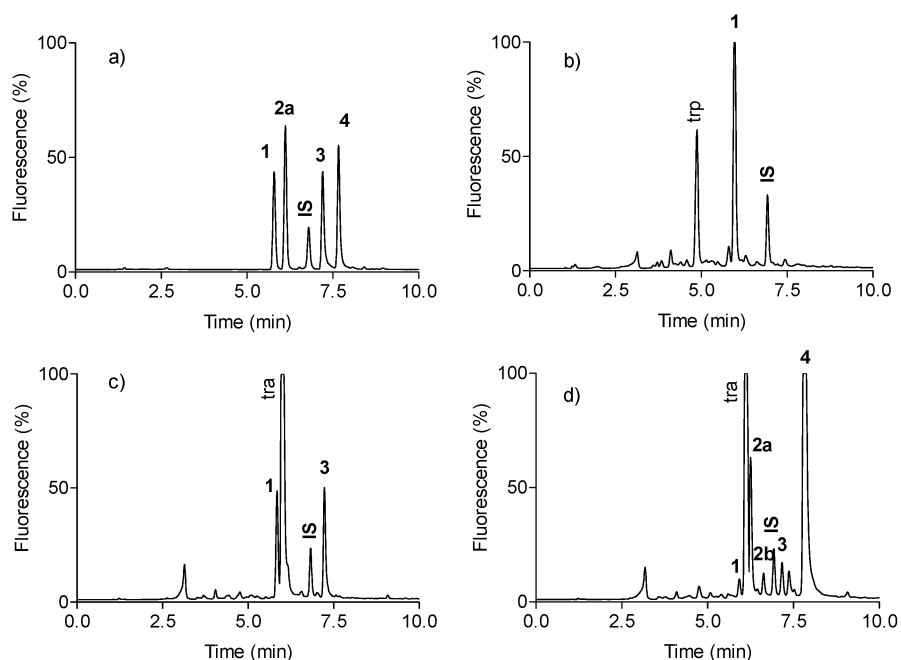 a)
Fluorescence (%)
100
50
0
1
2a
IS
3
4
0.0 2.5 5.0 7.5 10.0
Time (min)
b)
Fluorescence (%)
100
50
0
trp
1
IS
0.0 2.5 5.0 7.5 10.0
Time (min)
c)
Fluorescence (%)
100
50
0
1
tra
IS
3
0.0 2.5 5.0 7.5 10.0
Time (min)
d)
Fluorescence (%)
100
50
0
1
tra
2a
2b
IS
3
4
0.0 2.5 5.0 7.5 10.0
Time (min)